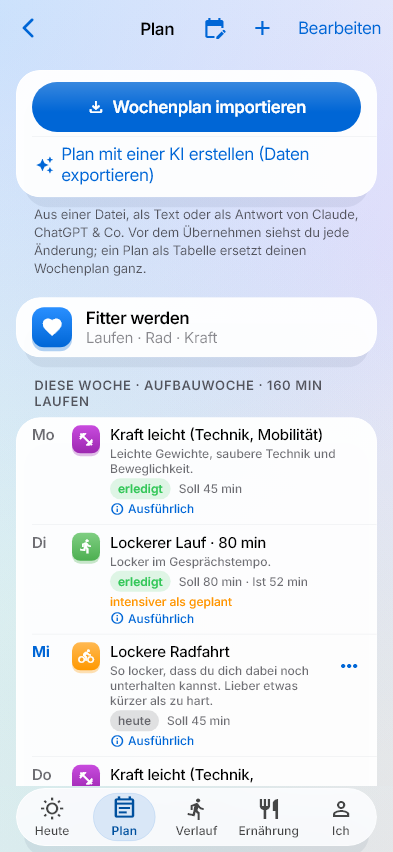 Plan
Bearbeiten
Wochenplan importieren
Plan mit einer KI erstellen (Daten
exportieren)
Aus einer Datei, als Text oder als Antwort von Claude,
ChatGPT & Co. Vor dem Übernehmen siehst du jede
Änderung; ein Plan als Tabelle ersetzt deinen
Wochenplan ganz.
Fitter werden
Laufen · Rad · Kraft
DIESE WOCHE · AUFBAUWOCHE · 160 MIN
LAUFEN
Mo
Kraft leicht (Technik, Mobilität)
Leichte Gewichte, saubere Technik und
Beweglichkeit.
erledigt Soll 45 min
Ausführlich
Di
Lockerer Lauf · 80 min
Locker im Gesprächstempo.
erledigt Soll 80 min · Ist 52 min
intensiver als geplant
Ausführlich
Mi
Lockere Radfahrt
So locker, dass du dich dabei noch
unterhalten kannst. Lieber etwas
kürzer als zu hart.
heute Soll 45 min
Ausführlich
Do
Kraft leicht (Technik,
Heute Plan Verlauf Ernährung Ich